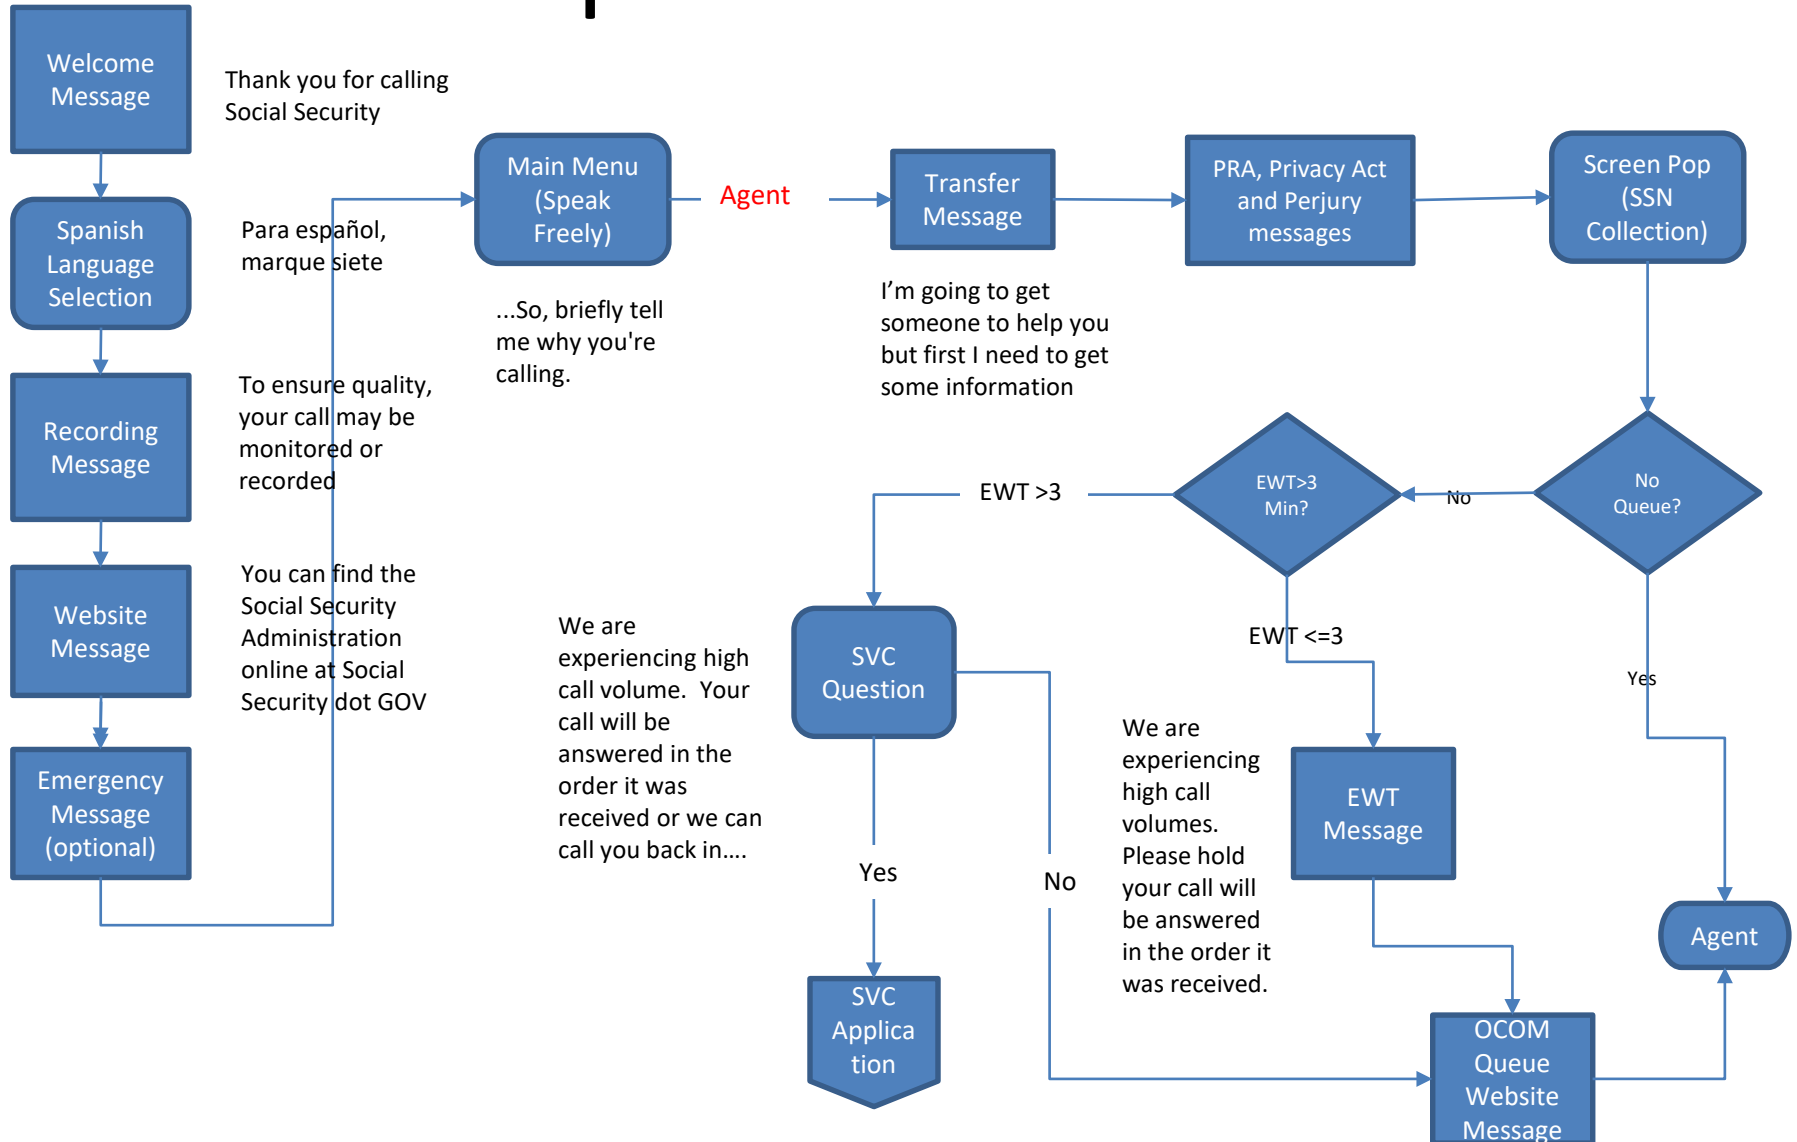 Welcome
Message
Thank you for calling
Social Security
Spanish
Language
Selection
Para español,
marque siete
Recording
Message
To ensure quality,
your call may be
monitored or
recorded
Website
Message
You can find the
Social Security
Administration
online at Social
Security dot GOV
Emergency
Message
(optional)
Main Menu
(Speak
Freely)
...So, briefly tell
me why you're
calling.
Agent
Transfer
Message
I'm going to get
someone to help you
but first I need to get
some information
PRA, Privacy Act
and Perjury
messages
Screen Pop
(SSN
Collection)
No
Queue?
No
Yes
EWT>3
Min?
EWT >3
EWT <=3
SVC
Question
We are
experiencing high
call volume.  Your
call will be
answered in the
order it was
received or we can
call you back in....
Yes
No
SVC
Applica
tion
EWT
Message
We are
experiencing
high call
volumes.
Please hold
your call will
be answered
in the order it
was received.
OCOM
Queue
Website
Message
Agent